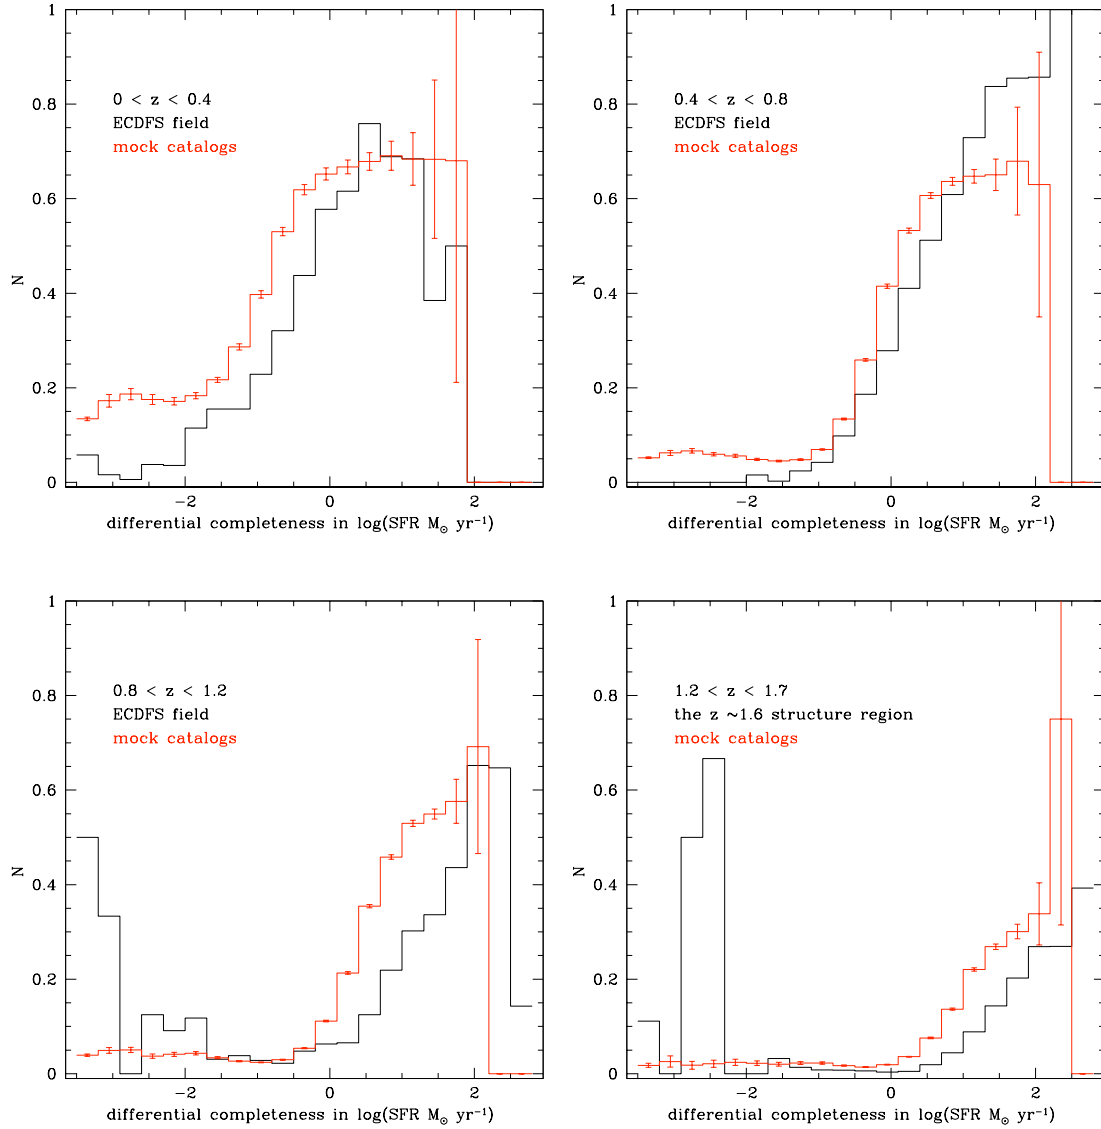 1
0.8
0.6
0.4
0.2
0
N
0 < z < 0.4
ECDFS field
mock catalogs
−2 0 2
differential completeness in log(SFR M⊙ yr⁻¹)
1
0.8
0.6
0.4
0.2
0
N
0.4 < z < 0.8
ECDFS field
mock catalogs
−2 0 2
differential completeness in log(SFR M⊙ yr⁻¹)
1
0.8
0.6
0.4
0.2
0
N
0.8 < z < 1.2
ECDFS field
mock catalogs
−2 0 2
differential completeness in log(SFR M⊙ yr⁻¹)
1
0.8
0.6
0.4
0.2
0
N
1.2 < z < 1.7
the z ~1.6 structure region
mock catalogs
−2 0 2
differential completeness in log(SFR M⊙ yr⁻¹)